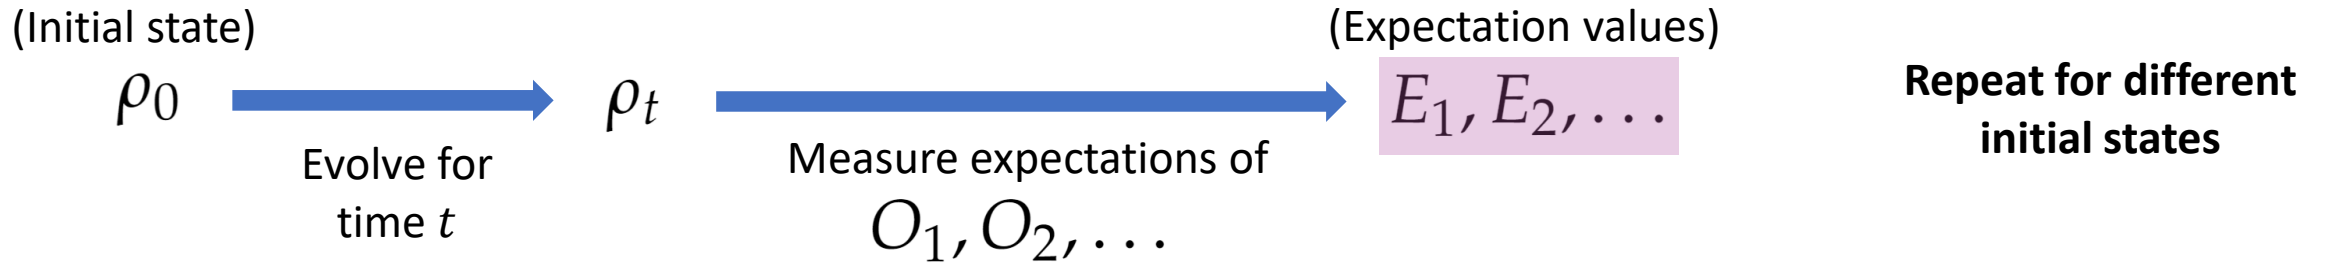 (Initial state)
ρ₀
Evolve for
time t
ρₜ
Measure expectations of
O₁, O₂, . . .
(Expectation values)
E₁, E₂, . . .
Repeat for different
initial states